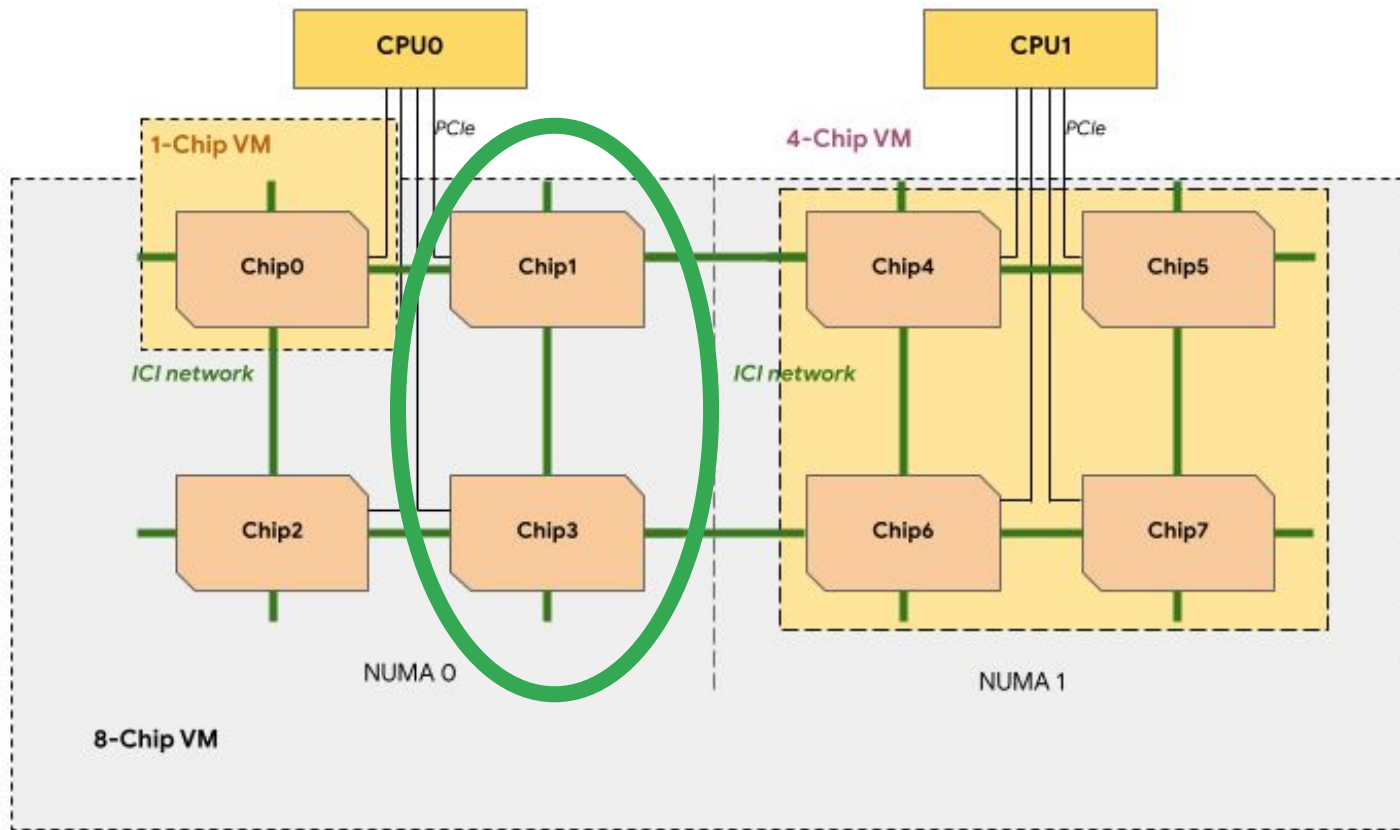 CPU0
CPU1
PCIe
PCIe
1-Chip VM
4-Chip VM
Chip0
Chip1
Chip4
Chip5
ICI network
ICI network
Chip2
Chip3
Chip6
Chip7
NUMA 0
NUMA 1
8-Chip VM